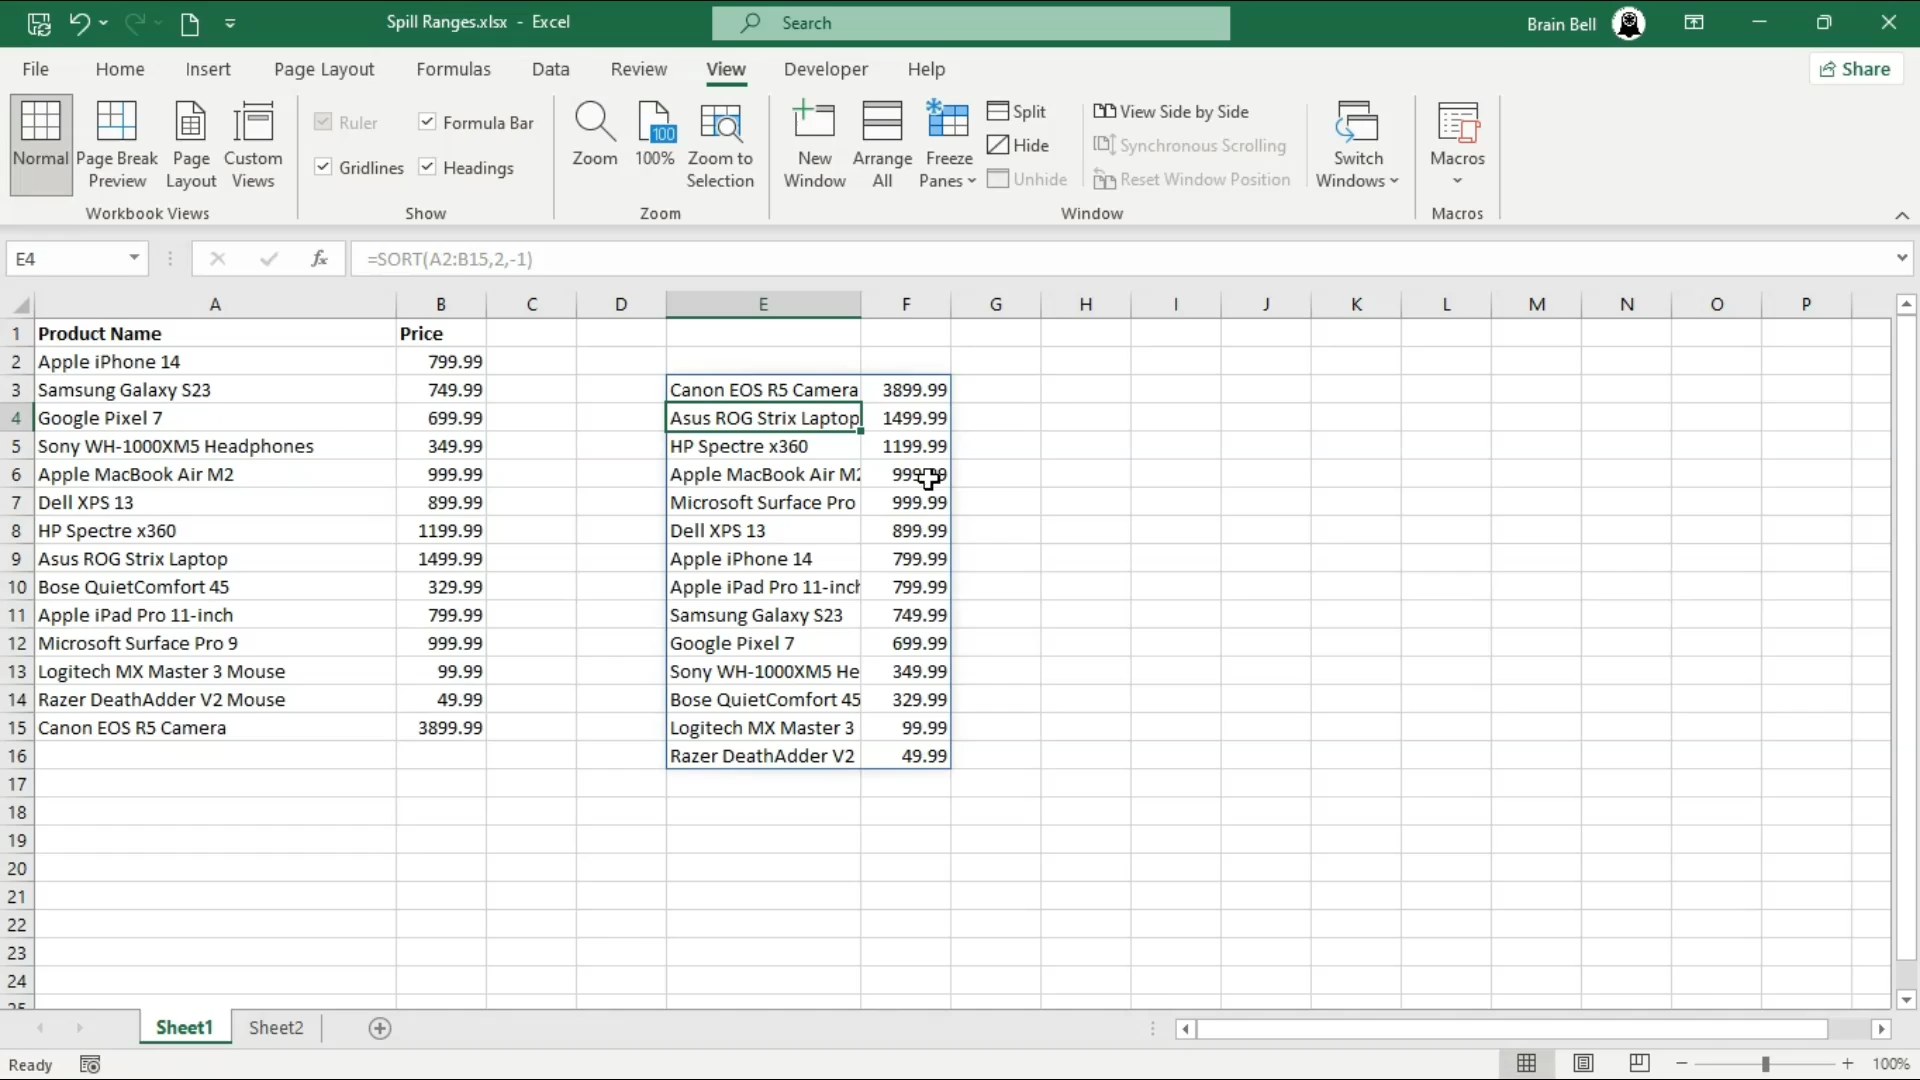 Spill Ranges.xlsx - Excel
Search
Brain Bell
File Home Insert Page Layout Formulas Data Review View Developer Help Share
Normal
Page Break Preview
Page Layout
Custom Views
Workbook Views
Ruler
Formula Bar
Gridlines
Headings
Show
Zoom
100
100%
Zoom to Selection
Zoom
New Window
Arrange All
Freeze Panes
Split
Hide
Unhide
View Side by Side
Synchronous Scrolling
Reset Window Position
Switch Windows
Window
Macros
Macros
E4 fx =SORT(A2:B15,2,-1)
A B C D E F G H I J K L M N O P
1 Product Name Price
2 Apple iPhone 14 799.99
3 Samsung Galaxy S23 749.99 Canon EOS R5 Camera 3899.99
4 Google Pixel 7 699.99 Asus ROG Strix Laptop 1499.99
5 Sony WH-1000XM5 Headphones 349.99 HP Spectre x360 1199.99
6 Apple MacBook Air M2 999.99 Apple MacBook Air M2
7 Dell XPS 13 899.99 Microsoft Surface Pro 999.99
8 HP Spectre x360 1199.99 Dell XPS 13 899.99
9 Asus ROG Strix Laptop 1499.99 Apple iPhone 14 799.99
10 Bose QuietComfort 45 329.99 Apple iPad Pro 11-inch 799.99
11 Apple iPad Pro 11-inch 799.99 Samsung Galaxy S23 749.99
12 Microsoft Surface Pro 9 999.99 Google Pixel 7 699.99
13 Logitech MX Master 3 Mouse 99.99 Sony WH-1000XM5 He 349.99
14 Razer DeathAdder V2 Mouse 49.99 Bose QuietComfort 45 329.99
15 Canon EOS R5 Camera 3899.99 Logitech MX Master 3 99.99
16 Razer DeathAdder V2 49.99
17
18
19
20
21
22
23
24
Sheet1 Sheet2
Ready
100%